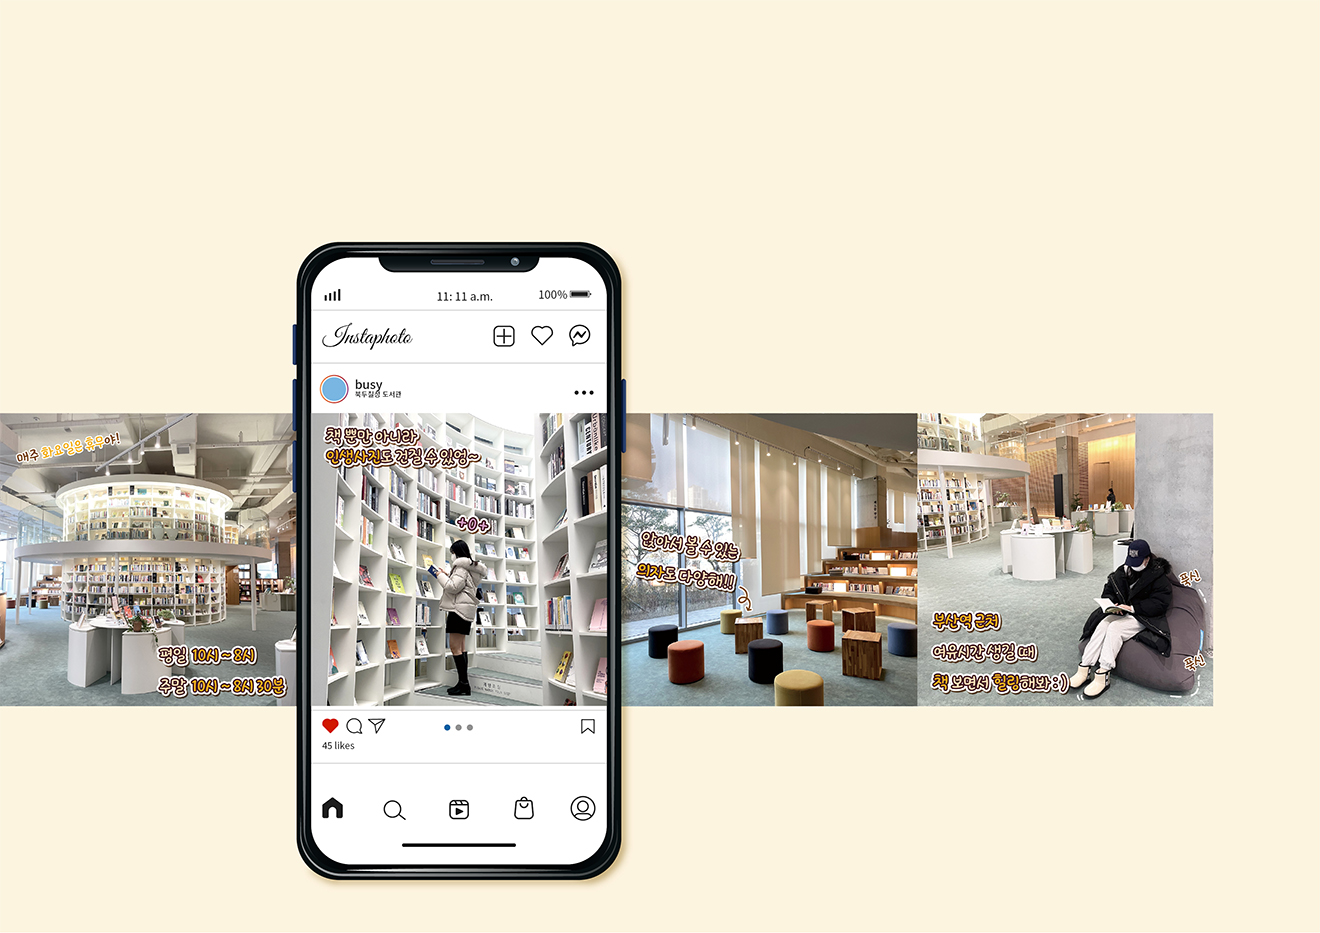 11: 11 a.m.
100%
Instaphoto
busy
북두칠성 도서관
매주 화요일은 휴무야!
평일 10시 ~ 8시
주말 10시 ~ 8시 30분
책 뿐만 아니라
인생사진도 건질 수 있엉~
+0+
45 likes
앉아서 볼 수 있는
의자도 다양해!!
부산역 근처
여유시간 생길 때
책 보면서 힐링해봐 : )
푹신
푹신